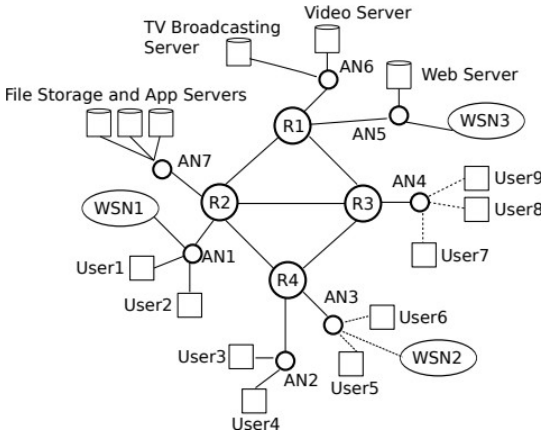 Video Server
TV Broadcasting
Server
AN6
Web Server
File Storage and App Servers
R1
AN5
WSN3
AN7
AN4
User9
WSN1
R2
R3
User8
User1
AN1
User7
User2
R4
AN3
User6
User3
WSN2
AN2
User5
User4